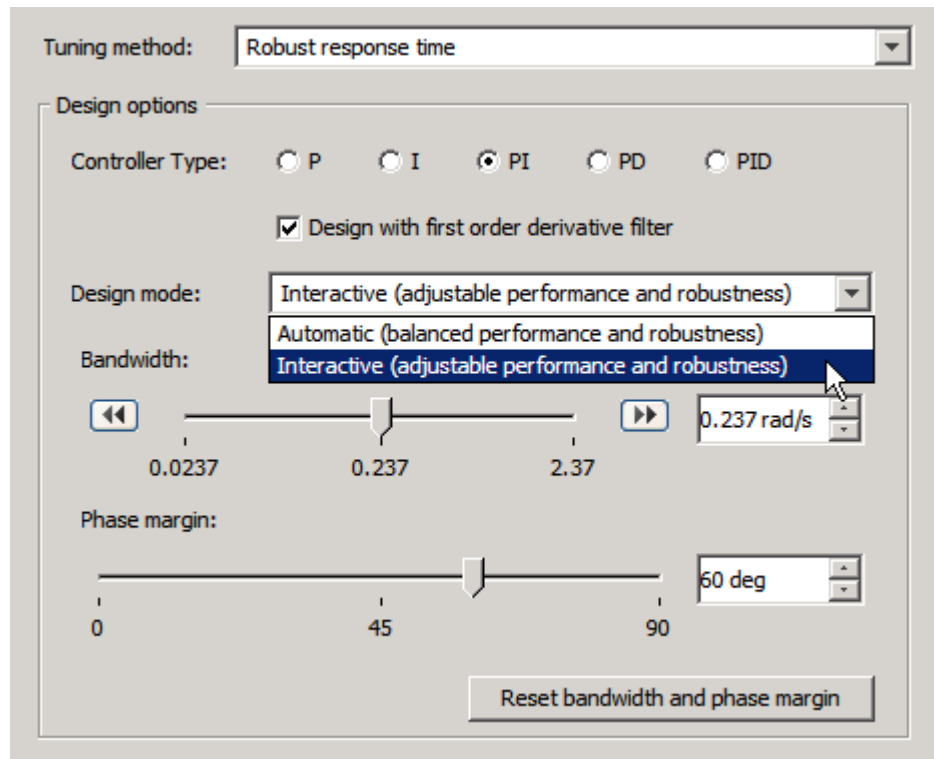 Tuning method: Robust response time
Design options
Controller Type: P I PI PD PID
Design with first order derivative filter
Design mode: Interactive (adjustable performance and robustness)
Automatic (balanced performance and robustness)
Bandwidth: Interactive (adjustable performance and robustness)
0.237 rad/s
0.0237 0.237 2.37
Phase margin:
60 deg
0 45 90
Reset bandwidth and phase margin